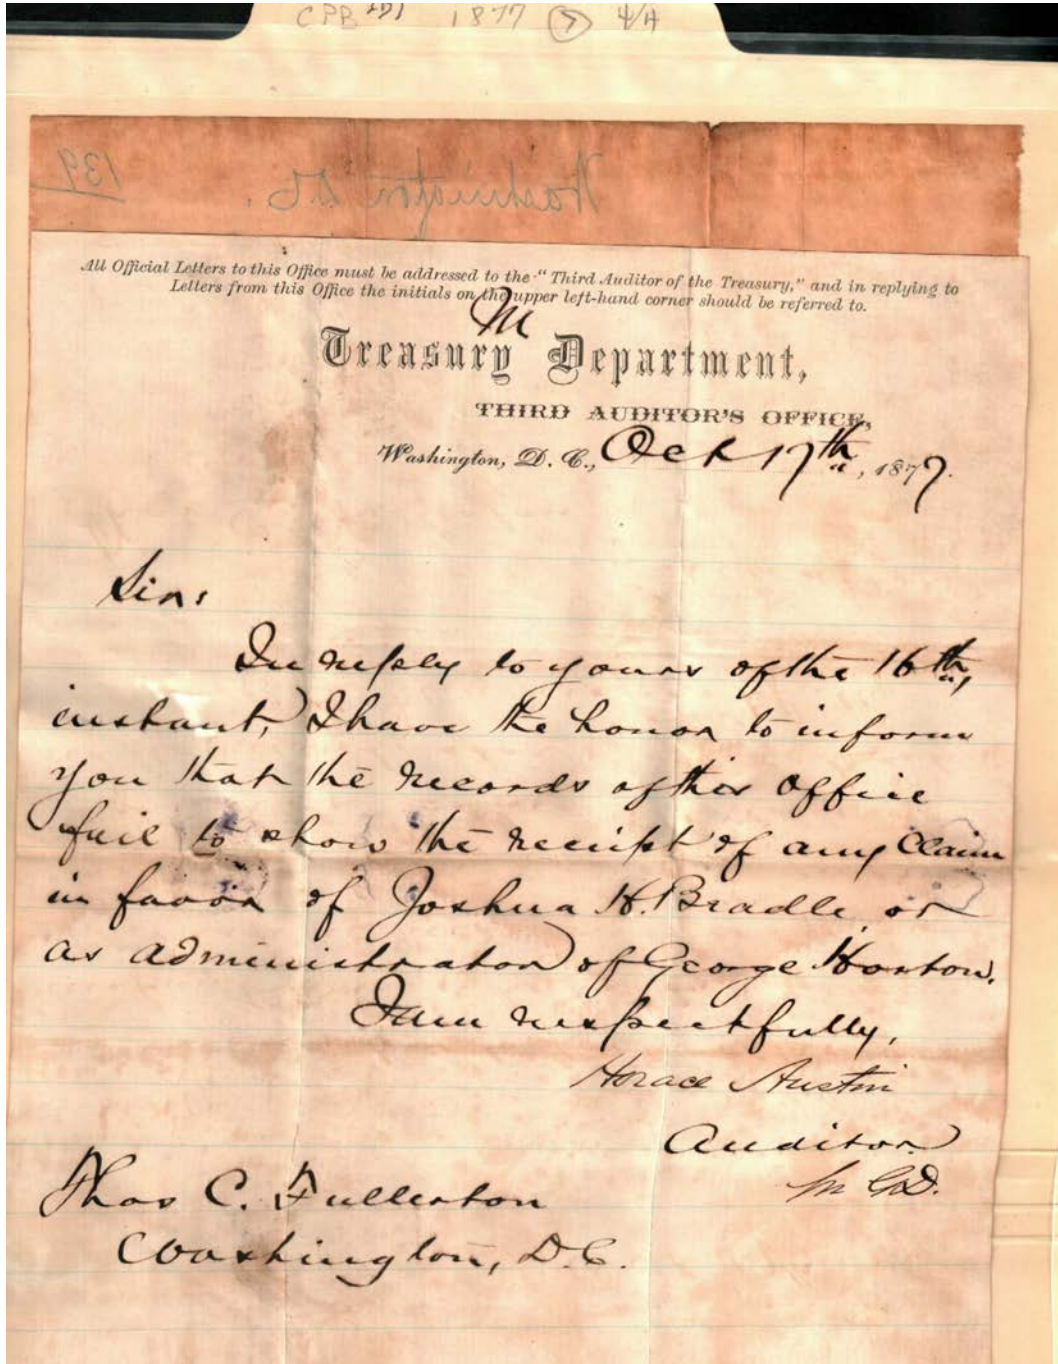 1877 5
139
Washington D.C.
All Official Letters to this Office must be addressed to the "Third Auditor of the Treasury," and in replying to
Letters from this Office the initials on the upper left-hand corner should be referred to.
M
Treasury Department,
THIRD AUDITOR'S OFFICE,
Washington, D. C., Oct 17th, 1877.
Sir:
In reply to yours of the 16th,
instant, I have the honor to inform
you that the records of this office
fail to show the receipt of any claim
in favor of Joshua H. Bradle, or
as administrator of George Horton.
I am respectfully,
Horace Austin
Auditor.
Thos C. Fullerton
Washington, D.C.